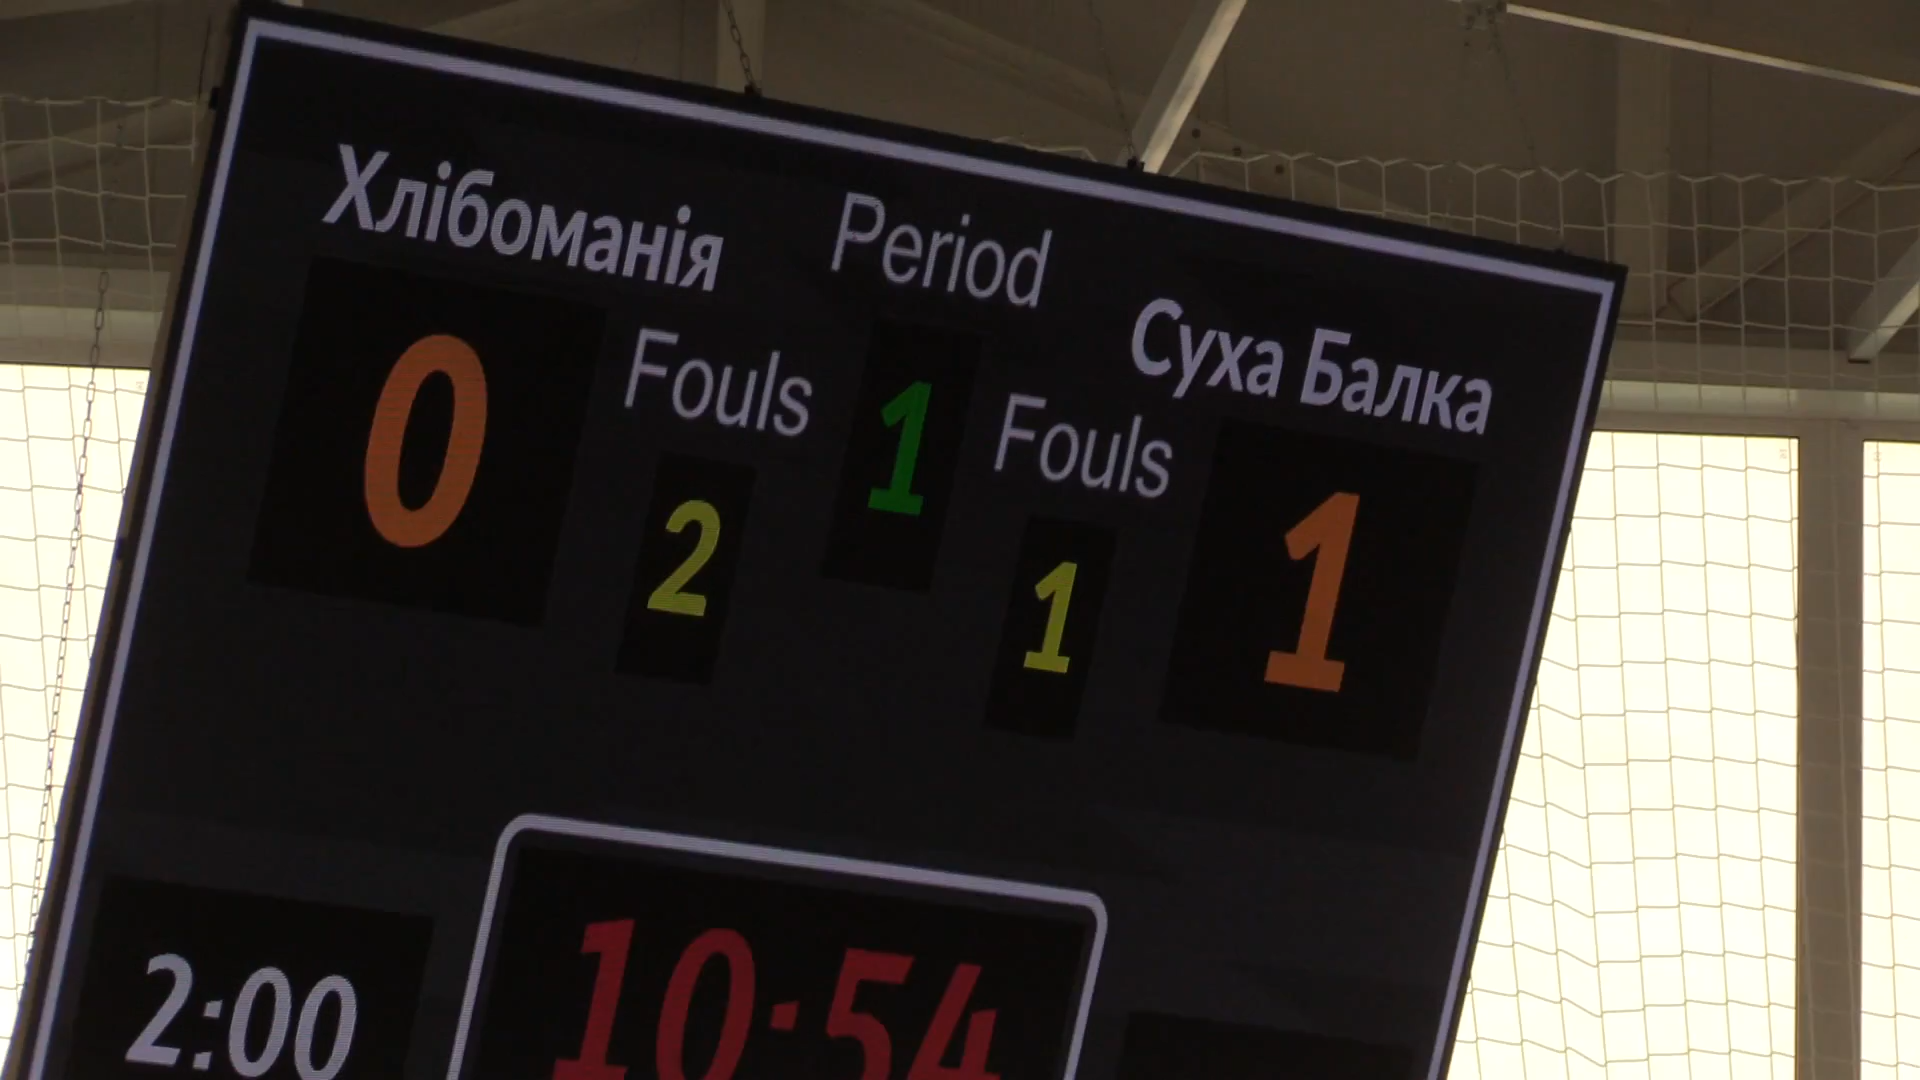 Хлібоманія
Period
Суха Балка
0
Fouls
1
Fouls
1
2
1
2:00
10:54